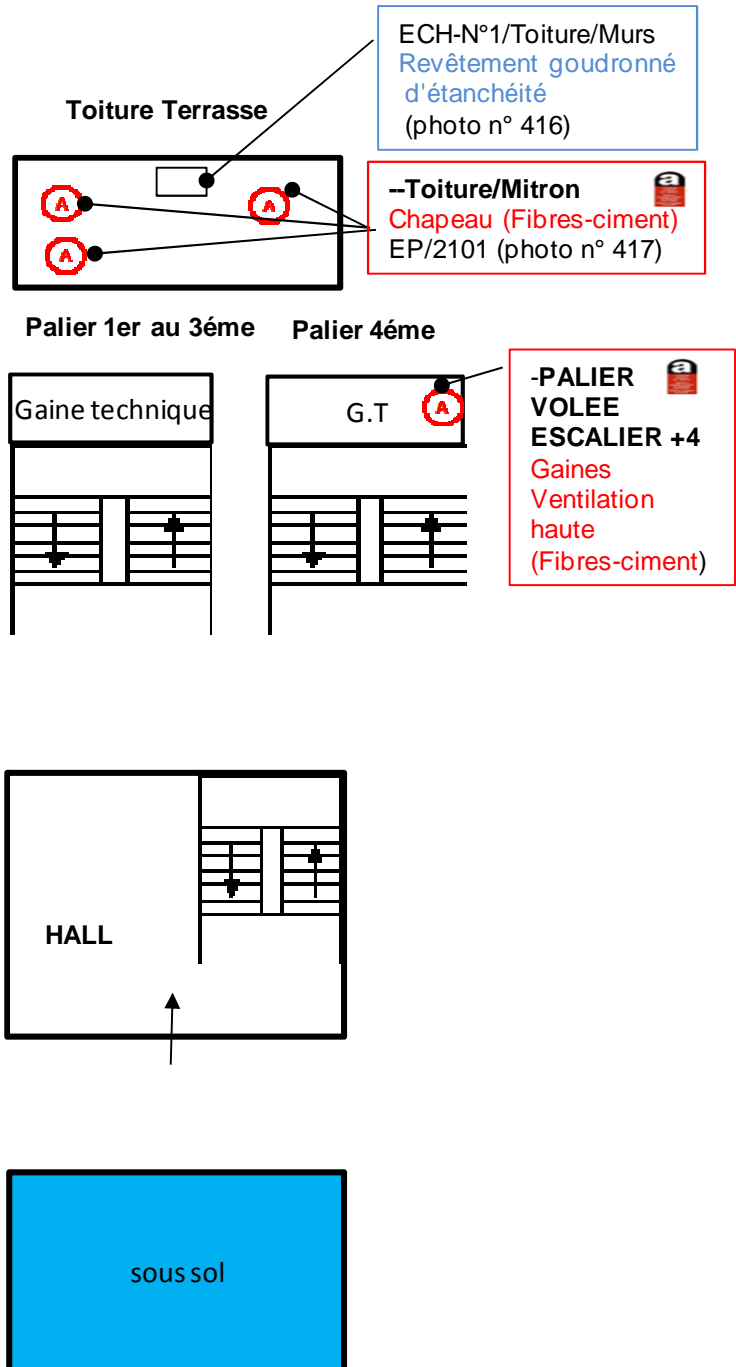 ECH-N°1/Toiture/Murs
Revêtement goudronné
d'étanchéité
(photo n° 416)
Toiture Terrasse
A
A
A
--Toiture/Mitron
a
Chapeau (Fibres-ciment)
EP/2101 (photo n° 417)
Palier 1er au 3éme
Palier 4éme
Gaine technique
G.T
A
-PALIER
a
VOLEE
ESCALIER +4
Gaines
Ventilation
haute
(Fibres-ciment)
HALL
sous sol